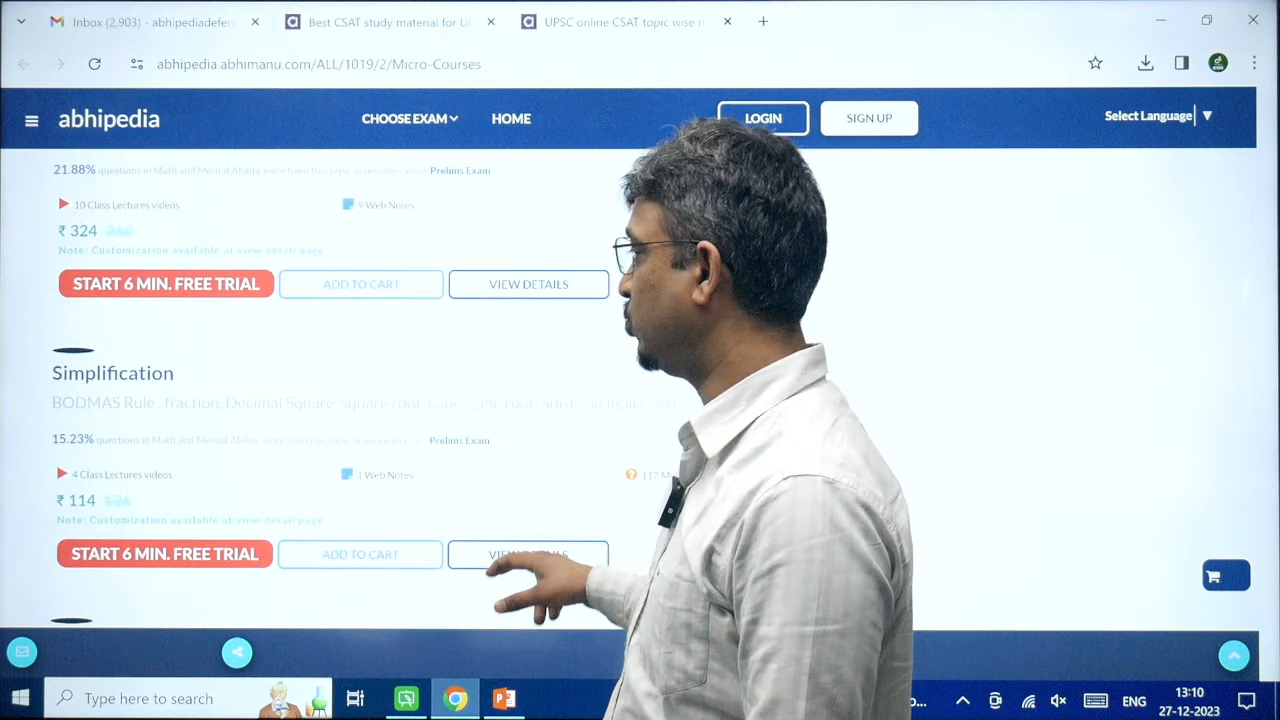 Inbox (2,903) - abhipediadefen
Best CSAT study material for U
UPSC online CSAT topic wise
abhipedia.abhimanu.com/ALL/1019/2/Micro-Courses
abhipedia CHOOSE EXAM HOME LOGIN SIGN UP Select Language ▼
21.88% questions in Math and Mental Ability were from this topic in previous year Prelims Exam
10 Class Lectures videos 9 Web Notes
₹ 324 360
Note: Customization available at view detail page
START 6 MIN. FREE TRIAL ADD TO CART VIEW DETAILS
Simplification
BODMAS Rule , fraction, Decimal Square, square root
15.23% questions in Math and Mental Ability were from this topic in previous year Prelims Exam
4 Class Lectures videos 1 Web Notes
₹ 114 126
Note: Customization available at view detail page
START 6 MIN. FREE TRIAL ADD TO CART VIEW DETAILS
Type here to search
ENG
13:10
27-12-2023